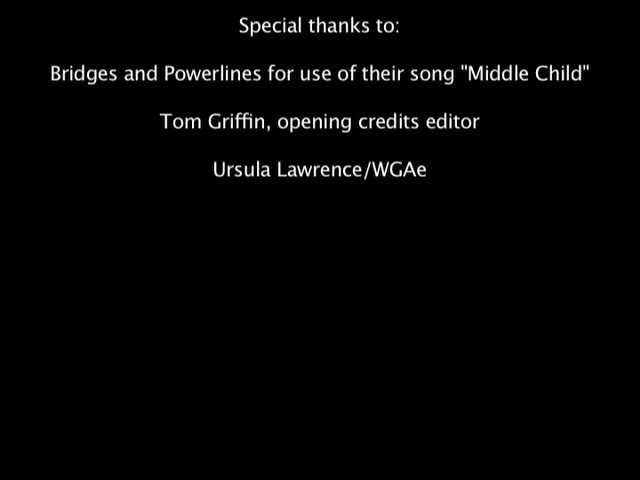 Special thanks to:
Bridges and Powerlines for use of their song "Middle Child"
Tom Griffin, opening credits editor
Ursula Lawrence/WGAe